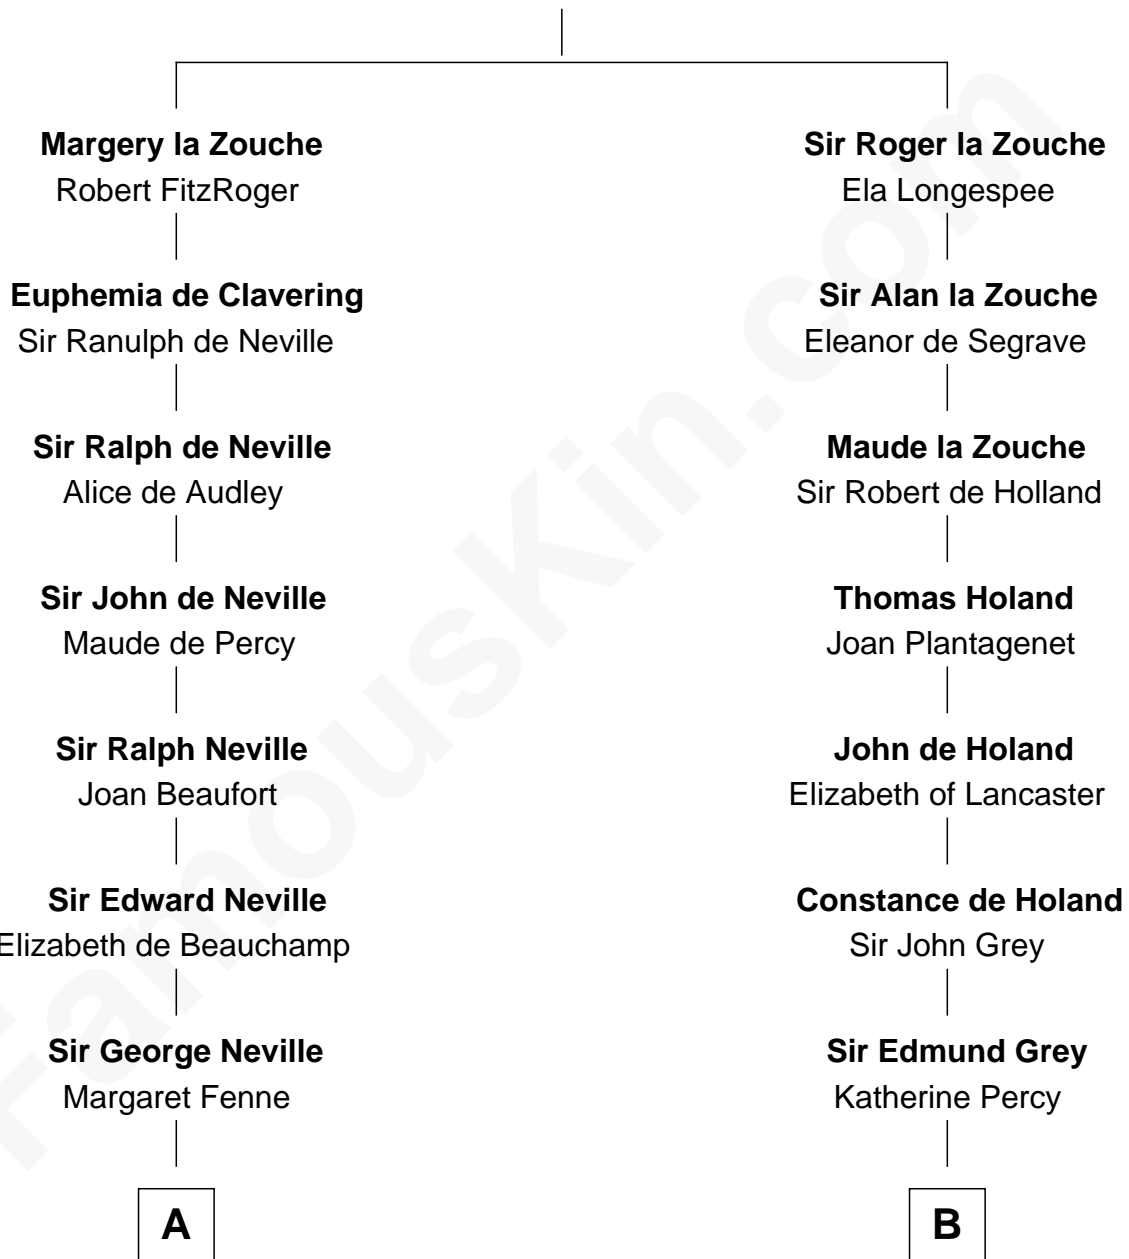 Margery la Zouche
Robert FitzRoger
Sir Roger la Zouche
Ela Longespee
Euphemia de Clavering
Sir Ranulph de Neville
Sir Alan la Zouche
Eleanor de Segrave
Sir Ralph de Neville
Alice de Audley
Maude la Zouche
Sir Robert de Holland
Sir John de Neville
Maude de Percy
Thomas Holand
Joan Plantagenet
Sir Ralph Neville
Joan Beaufort
John de Holand
Elizabeth of Lancaster
Sir Edward Neville
Elizabeth de Beauchamp
Constance de Holand
Sir John Grey
Sir George Neville
Margaret Fenne
Sir Edmund Grey
Katherine Percy
A
B
FamousKin.com